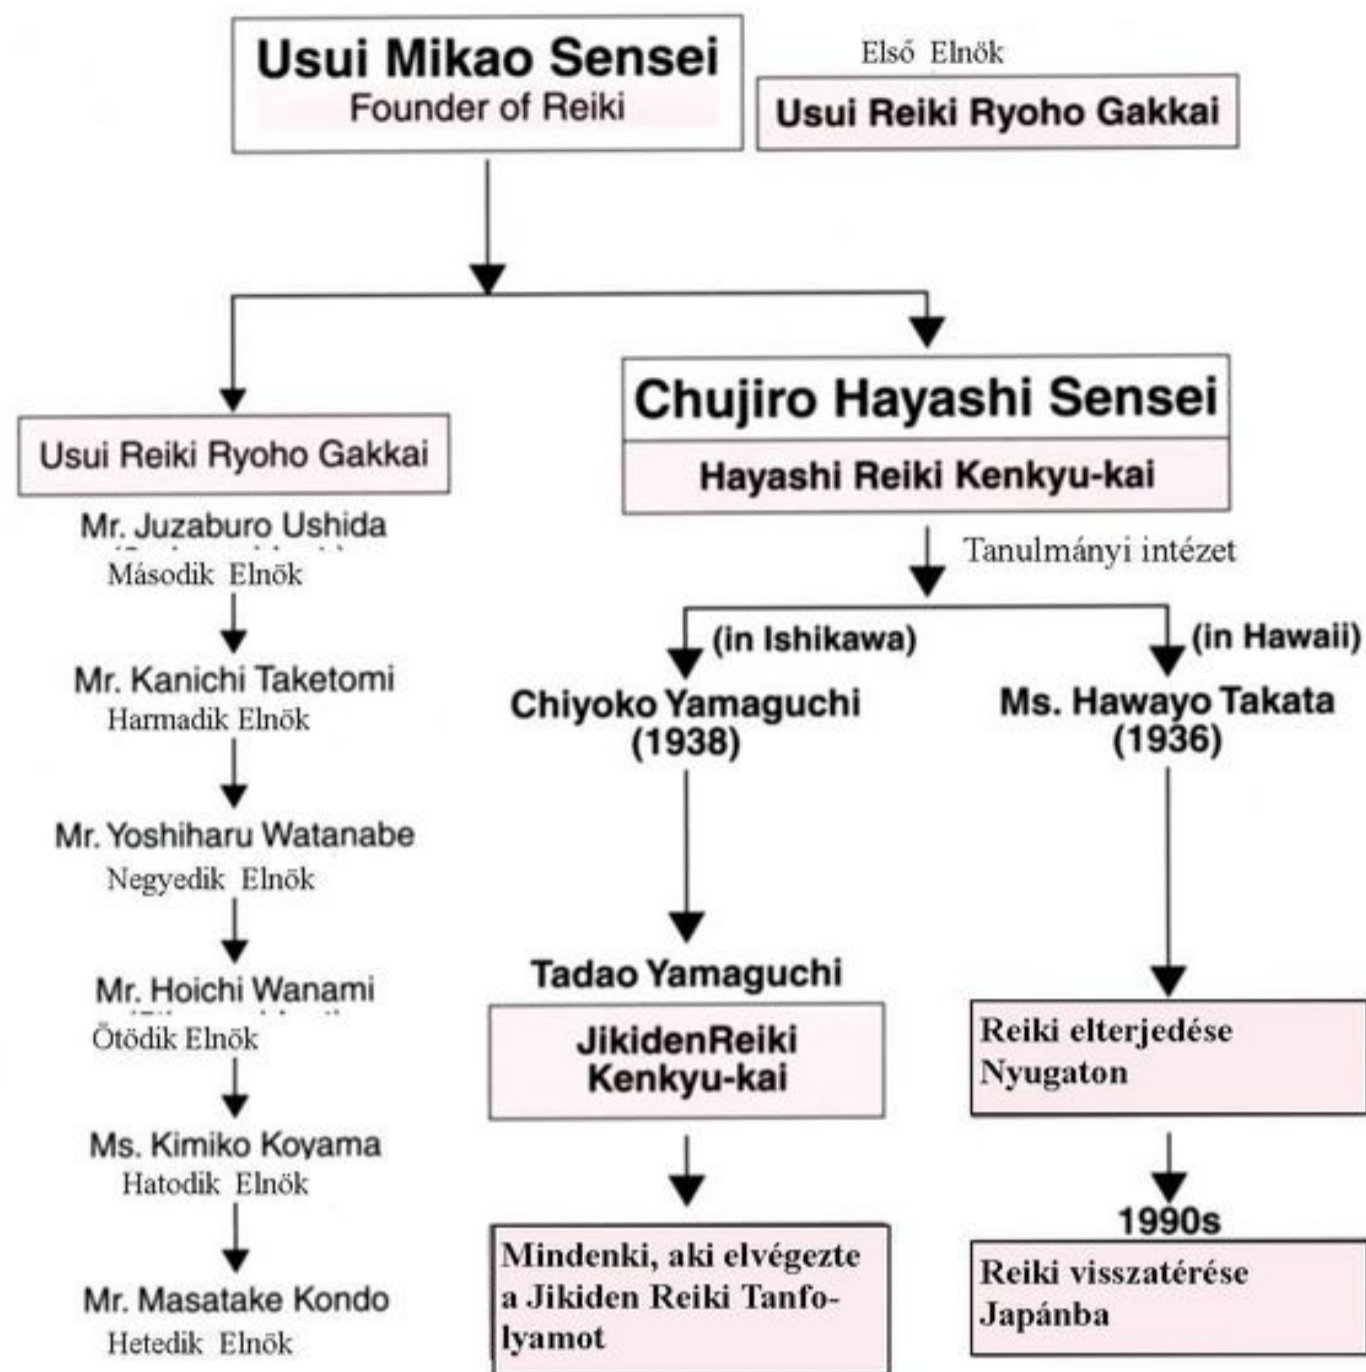 Usui Mikao Sensei
Founder of Reiki
Első Elnök
Usui Reiki Ryoho Gakkai
Usui Reiki Ryoho Gakkai
Mr. Juzaburo Ushida
Második Elnök
Mr. Kanichi Taketomi
Harmadik Elnök
Mr. Yoshiharu Watanabe
Negyedik Elnök
Mr. Hoichi Wanami
Ötödik Elnök
Ms. Kimiko Koyama
Hatodik Elnök
Mr. Masatake Kondo
Hetedik Elnök
Chujiro Hayashi Sensei
Hayashi Reiki Kenkyu-kai
Tanulmányi intézet
(in Ishikawa)
Chiyoko Yamaguchi
(1938)
Tadao Yamaguchi
JikidenReiki
Kenkyu-kai
Mindenki, aki elvégezte
a Jikiden Reiki Tanfo-
lyamot
(in Hawaii)
Ms. Hawayo Takata
(1936)
Reiki elterjedése
Nyugaton
1990s
Reiki visszatérése
Japánba